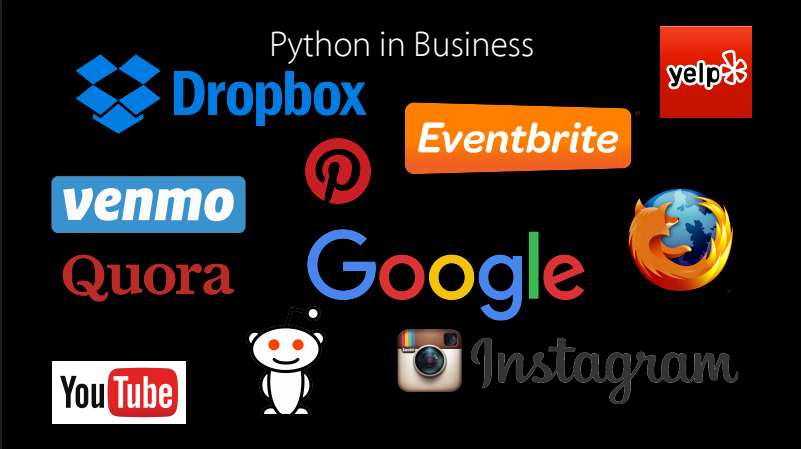 Python in Business
Dropbox
yelp
Eventbrite
venmo
Quora
Google
YouTube
Instagram